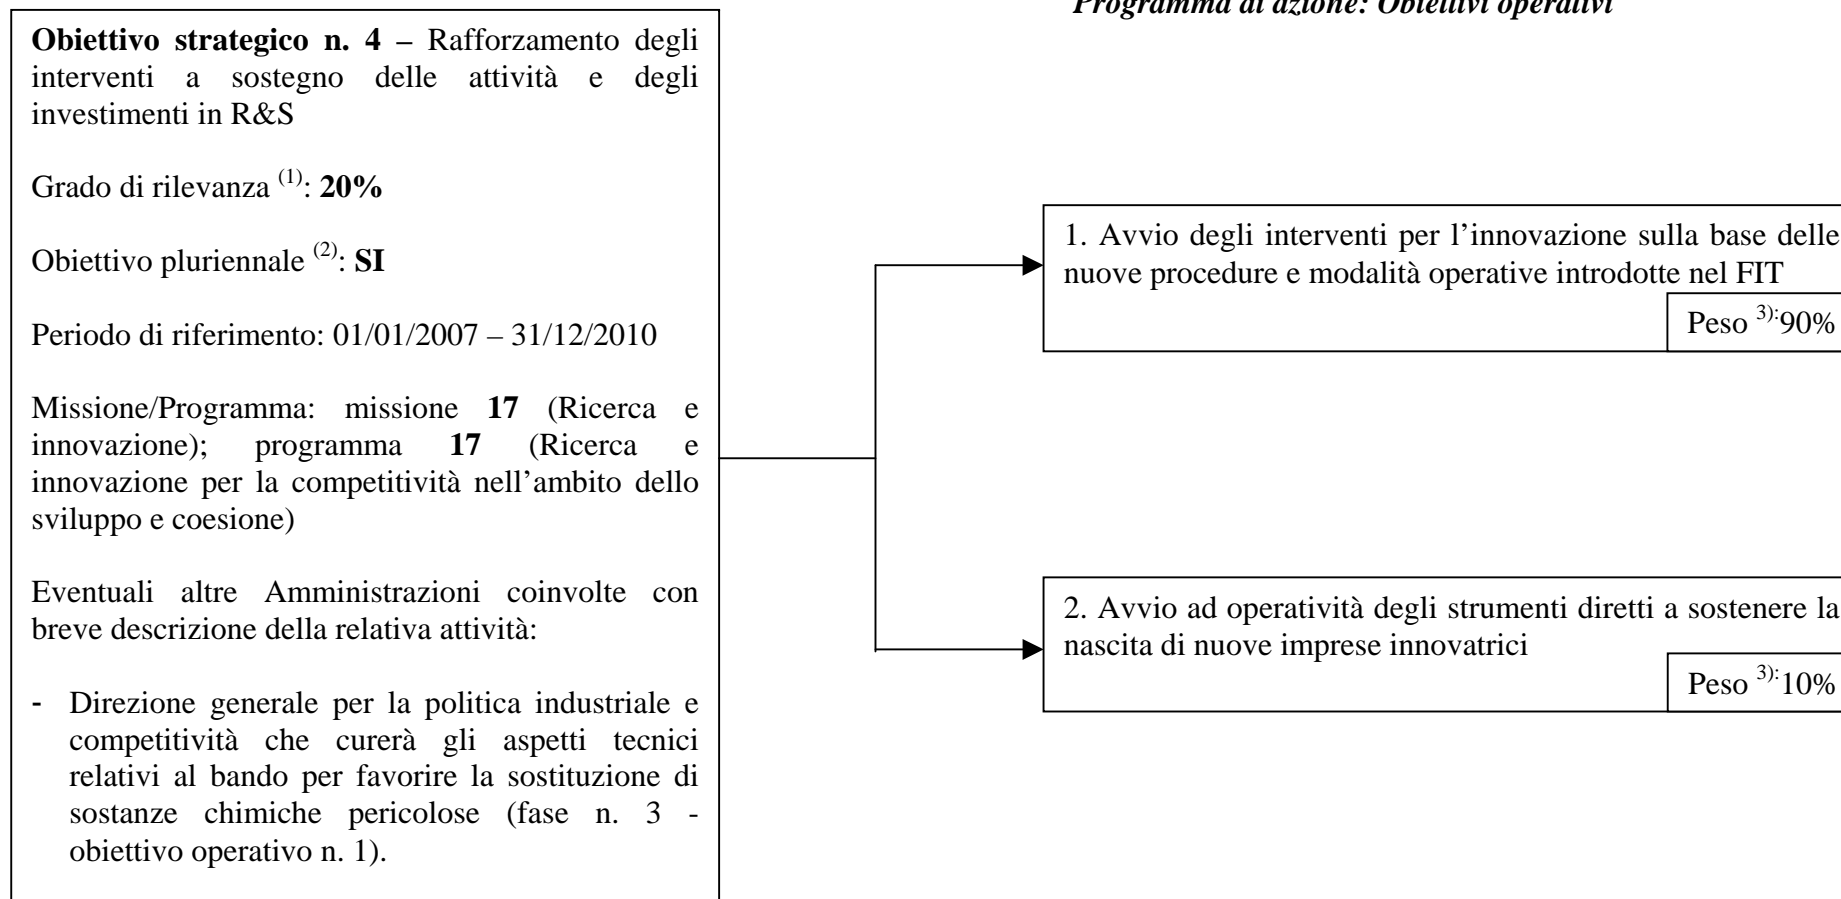 Programma di azione: Obiettivi operativi
Obiettivo strategico n. 4 – Rafforzamento degli
interventi a sostegno delle attività e degli
investimenti in R&S
Grado di rilevanza (1): 20%
Obiettivo pluriennale (2): SI
Periodo di riferimento: 01/01/2007 – 31/12/2010
Missione/Programma: missione 17 (Ricerca e
innovazione); programma 17 (Ricerca e
innovazione per la competitività nell’ambito dello
sviluppo e coesione)
Eventuali altre Amministrazioni coinvolte con
breve descrizione della relativa attività:
- Direzione generale per la politica industriale e
competitività che curerà gli aspetti tecnici
relativi al bando per favorire la sostituzione di
sostanze chimiche pericolose (fase n. 3 -
obiettivo operativo n. 1).
1. Avvio degli interventi per l’innovazione sulla base delle
nuove procedure e modalità operative introdotte nel FIT
Peso 3):90%
2. Avvio ad operatività degli strumenti diretti a sostenere la
nascita di nuove imprese innovatrici
Peso 3):10%